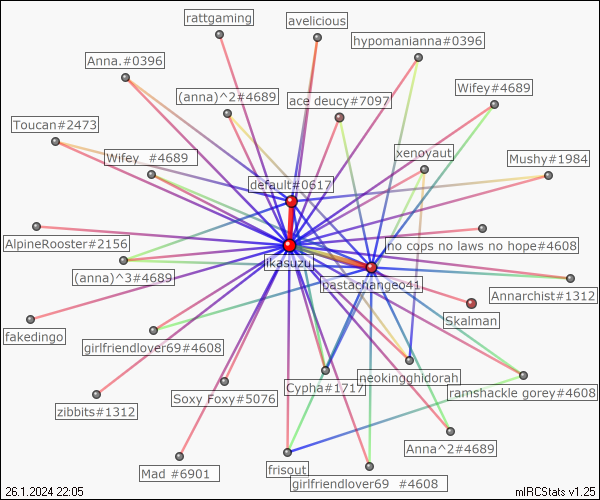 rattgaming
avelicious
hypomanianna#0396
Anna.#0396
Wifey#4689
(anna)^2#4689
ace deucy#7097
Toucan#2473
xenoyaut
Wifey _#4689
Mushy#1984
default#0617
AlpineRooster#2156
no cops no laws no hope#4608
ikasuzu
(anna)^3#4689
pastachangeo41
Annarchist#1312
Skalman
fakedingo
girlfriendlover69#4608
neokingghidorah
Cypha#1717
ramshackle gorey#4608
Soxy Foxy#5076
zibbits#1312
Anna^2#4689
frisout
Mad_#6901
girlfriendlover69_#4608
26.1.2024 22:05
mIRCStats v1.25